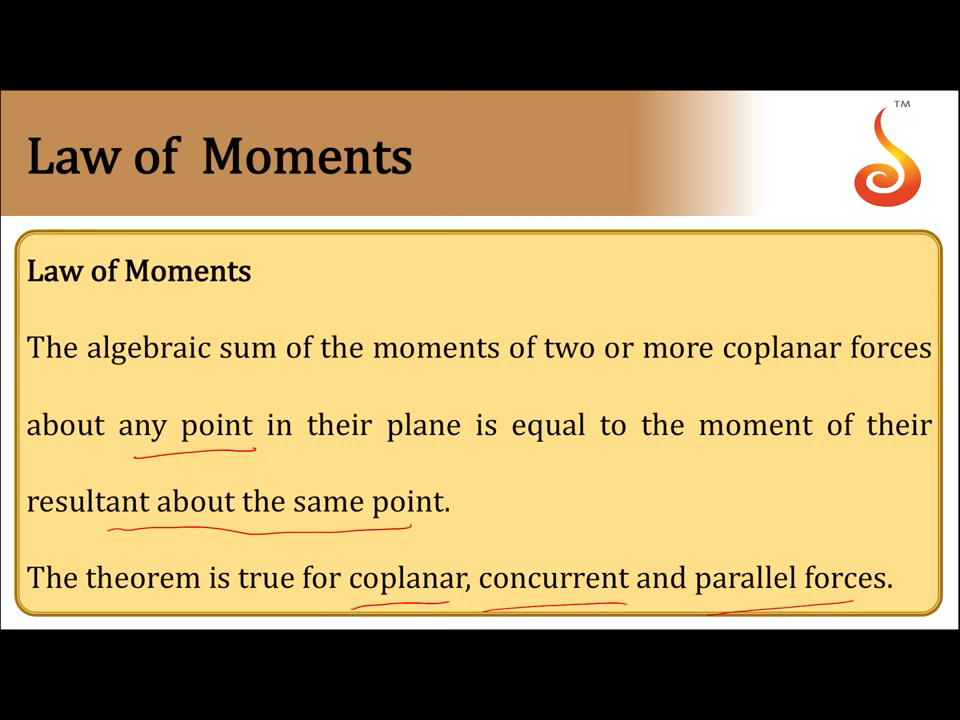 Law of Moments
TM
Law of Moments
The algebraic sum of the moments of two or more coplanar forces
about any point in their plane is equal to the moment of their
resultant about the same point.
The theorem is true for coplanar, concurrent and parallel forces.